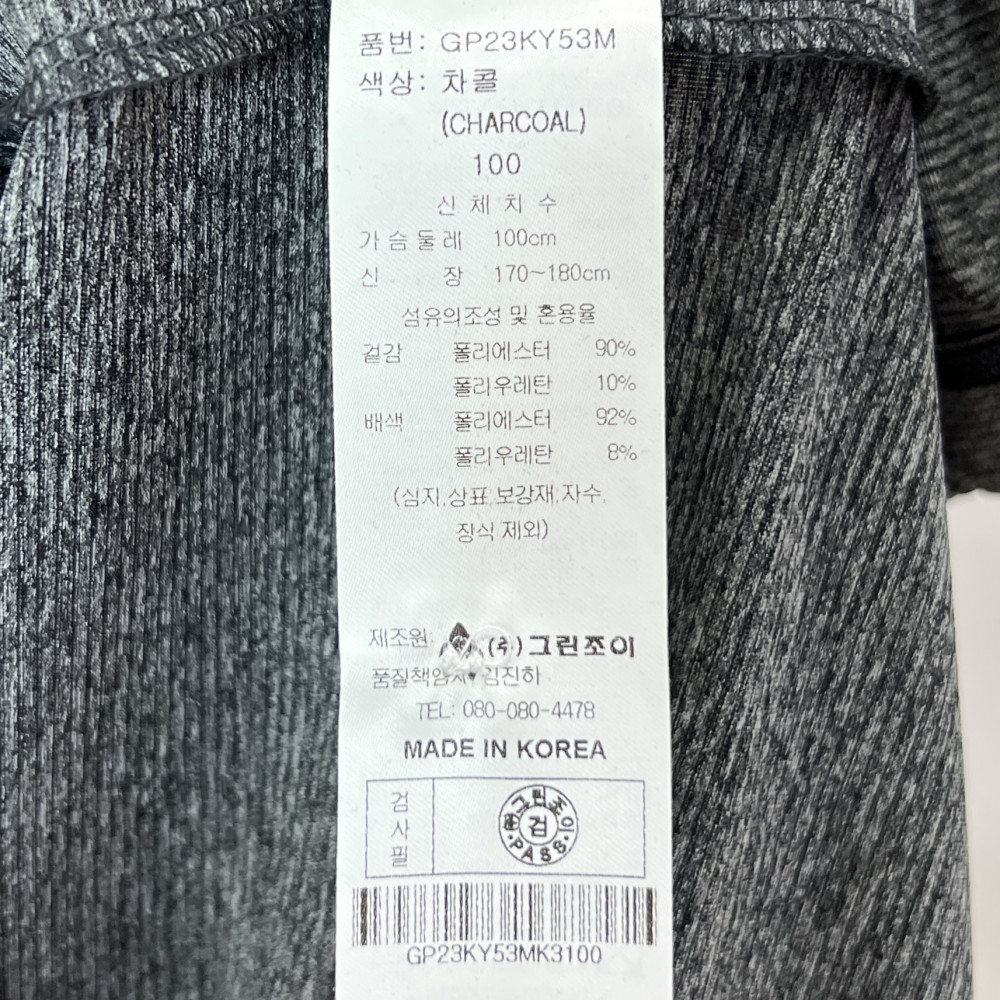 품번: GP23KY53M
색상: 차콜
(CHARCOAL)
100
신 체 치 수
가 슴 둘 레 100cm
신 장 170~180cm
섬유의조성 및 혼용율
겉감 폴리에스터 90%
폴리우레탄 10%
배색 폴리에스터 92%
폴리우레탄 8%
(심지,상표,보강재,자수,
장식 제외)
제조원: (주)그린조이
품질책임자: 김진하
TEL: 080-080-4478
MADE IN KOREA
검사필
㈜그린조이
검
PASS
GP23KY53MK3100